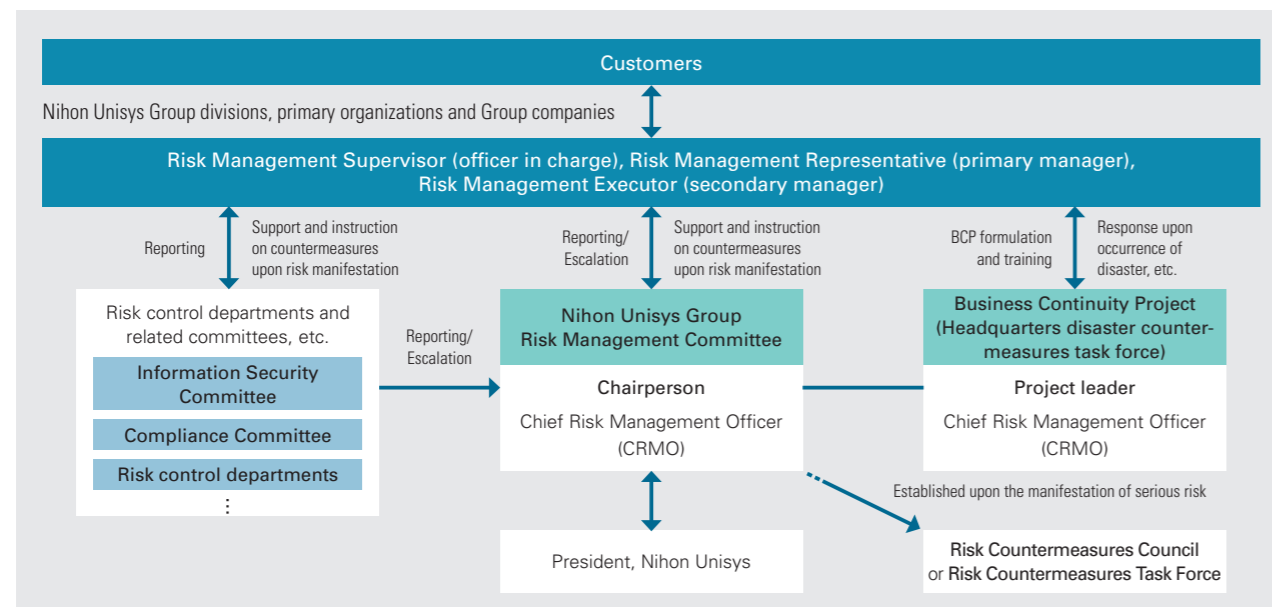 Customers
Nihon Unisys Group divisions, primary organizations and Group companies
Risk Management Supervisor (officer in charge), Risk Management Representative (primary manager),
Risk Management Executor (secondary manager)
Reporting
Support and instruction
on countermeasures
upon risk manifestation
Reporting/
Escalation
Support and instruction
on countermeasures
upon risk manifestation
BCP formulation
and training
Response upon
occurrence of
disaster, etc.
Risk control departments and
related committees, etc.
Information Security
Committee
Compliance Committee
Risk control departments
⋮
Reporting/
Escalation
Nihon Unisys Group
Risk Management Committee
Chairperson
Chief Risk Management Officer
(CRMO)
Business Continuity Project
(Headquarters disaster counter-
measures task force)
Project leader
Chief Risk Management Officer
(CRMO)
Established upon the manifestation of serious risk
President, Nihon Unisys
Risk Countermeasures Council
or Risk Countermeasures Task Force